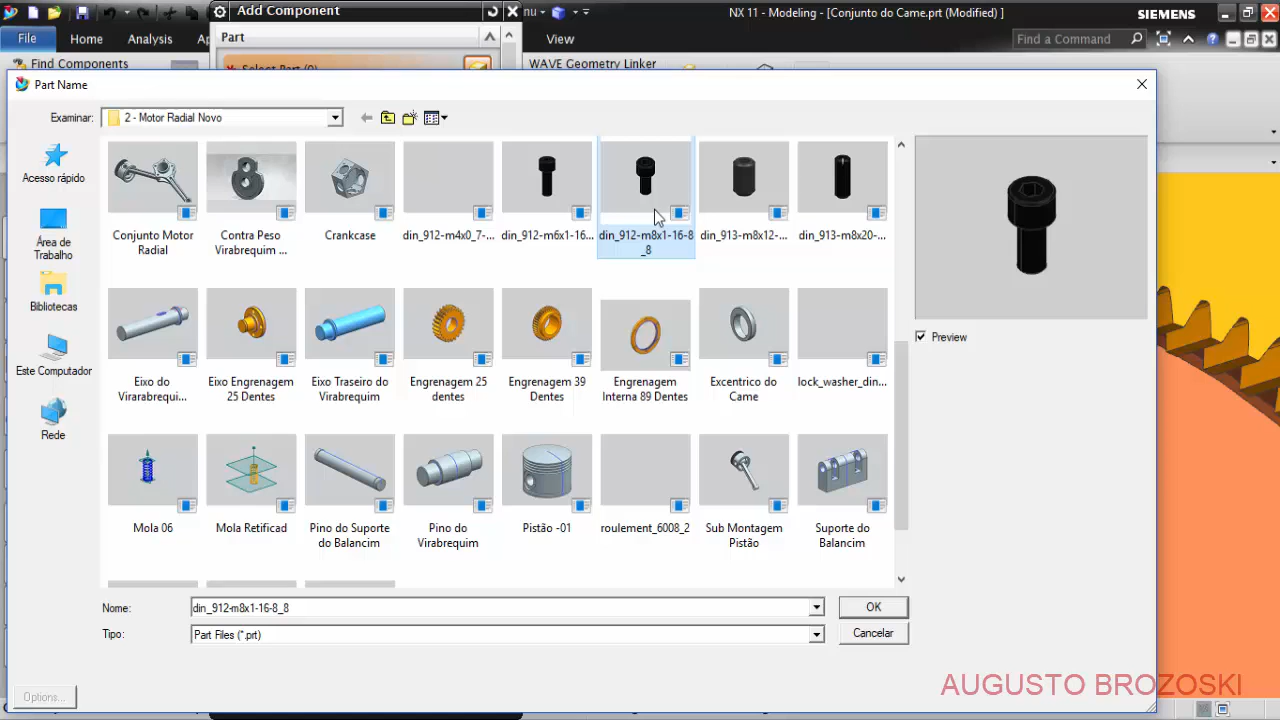 Add Component
nu
NX 11 - Modeling - [Conjunto do Came.prt (Modified) ]
SIEMENS
File
Home
Analysis
Part
View
Find a Command
Find Components
Select Part (0)
WAVE Geometry Linker
Part Name
Examinar:
2 - Motor Radial Novo
Acesso rápido
Área de
Trabalho
Bibliotecas
Este Computador
Rede
Conjunto Motor
Radial
Contra Peso
Virabrequim ...
Crankcase
din_912-m4x0_7-...
din_912-m6x1-16...
din_912-m8x1-16-8
_8
din_913-m8x12-...
din_913-m8x20-...
Eixo do
Virarabrequi...
Eixo Engrenagem
25 Dentes
Eixo Traseiro do
Virabrequim
Engrenagem 25
dentes
Engrenagem 39
Dentes
Engrenagem
Interna 89 Dentes
Excentrico do
Came
lock_washer_din...
Mola 06
Mola Retificad
Pino do Suporte
do Balancim
Pino do
Virabrequim
Pistão -01
roulement_6008_2
Sub Montagem
Pistão
Suporte do
Balancim
Preview
Nome:
din_912-m8x1-16-8_8
OK
Tipo:
Part Files (*.prt)
Cancelar
Options...
AUGUSTO BROZOSKI